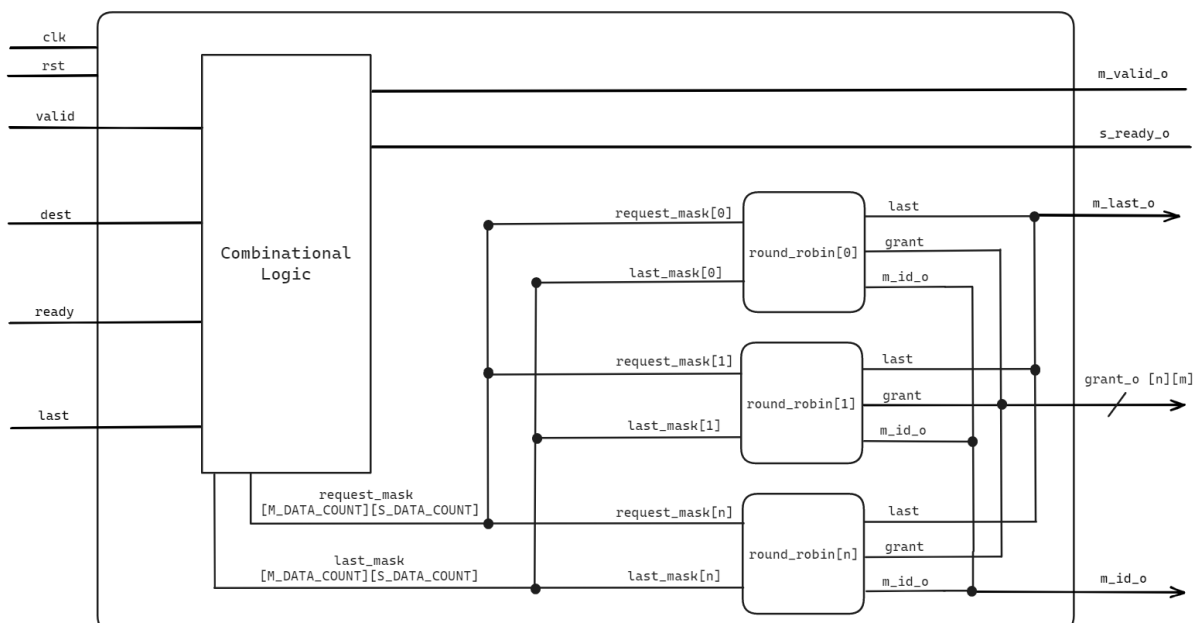 clk
rst
valid
dest
ready
last
Combinational
Logic
request_mask
[M_DATA_COUNT][S_DATA_COUNT]
last_mask
[M_DATA_COUNT][S_DATA_COUNT]
request_mask[0]
last_mask[0]
round_robin[0]
last
grant
m_id_o
request_mask[1]
last_mask[1]
round_robin[1]
last
grant
m_id_o
request_mask[n]
last_mask[n]
round_robin[n]
last
grant
m_id_o
m_valid_o
s_ready_o
m_last_o
grant_o [n][m]
m_id_o